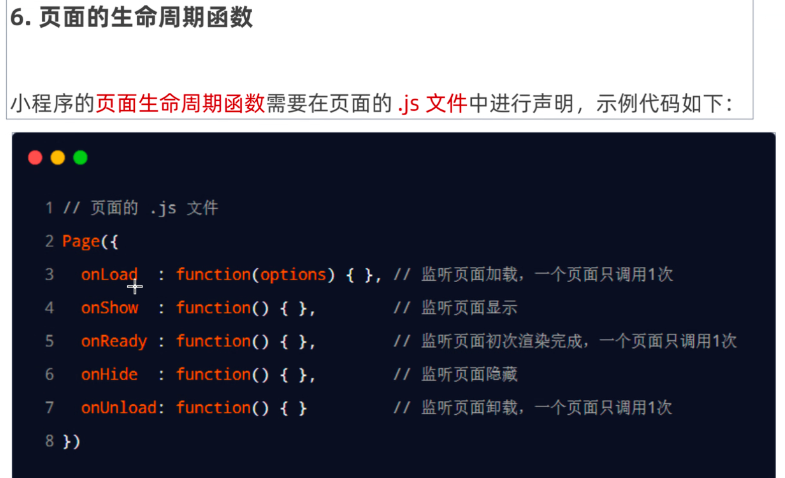 6. 页面的生命周期函数
小程序的页面生命周期函数需要在页面的 .js 文件中进行声明，示例代码如下：
1 // 页面的 .js 文件
2 Page({
3   onLoad  : function(options) { }, // 监听页面加载，一个页面只调用1次
4   onShow  : function() { },        // 监听页面显示
5   onReady : function() { },        // 监听页面初次渲染完成，一个页面只调用1次
6   onHide  : function() { },        // 监听页面隐藏
7   onUnload: function() { }         // 监听页面卸载，一个页面只调用1次
8 })